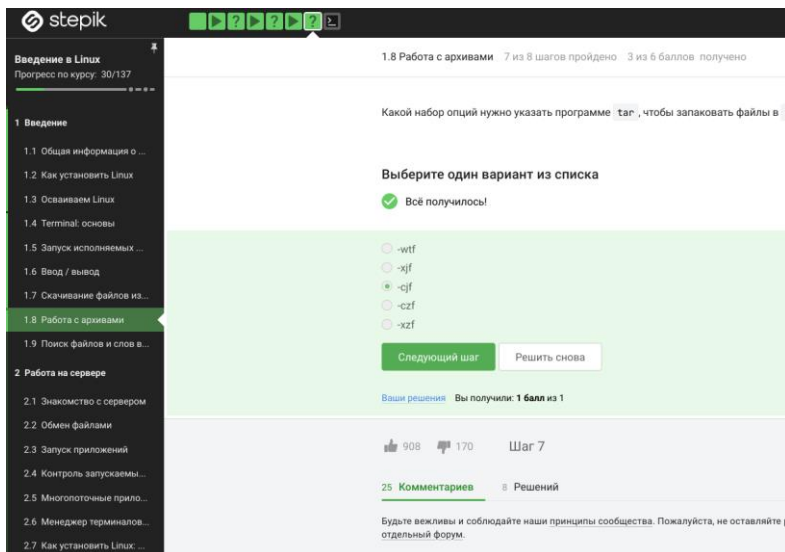 stepik
Введение в Linux
Прогресс по курсу: 30/137
1 Введение
1.1 Общая информация о ...
1.2 Как установить Linux
1.3 Осваиваем Linux
1.4 Terminal: основы
1.5 Запуск исполняемых ...
1.6 Ввод / вывод
1.7 Скачивание файлов из...
1.8 Работа с архивами
1.9 Поиск файлов и слов в...
2 Работа на сервере
2.1 Знакомство с сервером
2.2 Обмен файлами
2.3 Запуск приложений
2.4 Контроль запускаемы...
2.5 Многопоточные прило...
2.6 Менеджер терминалов...
2.7 Как установить Linux: ...
1.8 Работа с архивами 7 из 8 шагов пройдено 3 из 6 баллов получено
Какой набор опций нужно указать программе tar, чтобы запаковать файлы в
Выберите один вариант из списка
Всё получилось!
-wtf
-xjf
-cjf
-czf
-xzf
Следующий шаг Решить снова
Ваши решения Вы получили: 1 балл из 1
908 170 Шаг 7
25 Комментариев 8 Решений
Будьте вежливы и соблюдайте наши принципы сообщества. Пожалуйста, не оставляйте
отдельный форум.